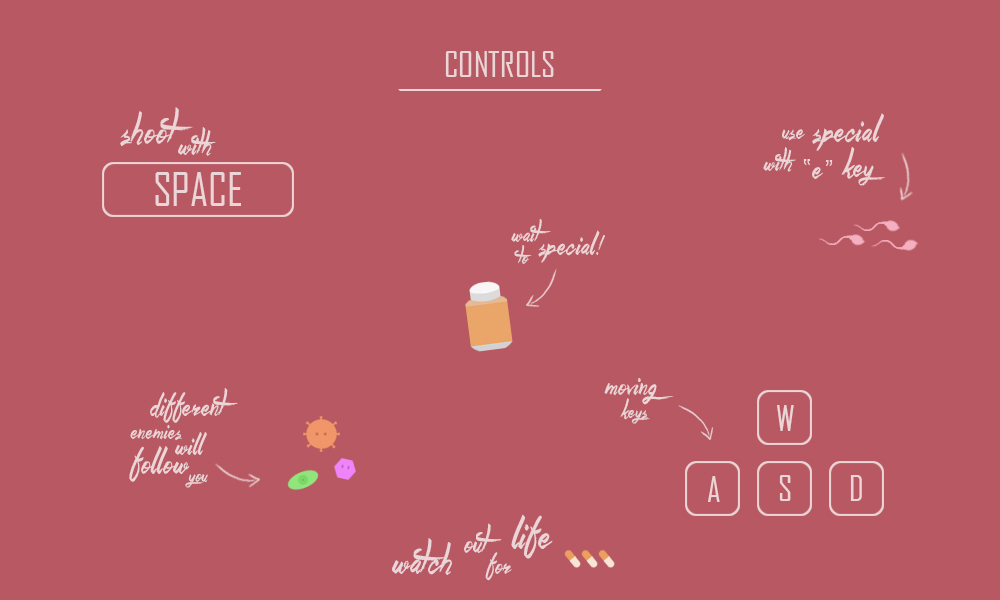 CONTROLS
shoot with
SPACE
use special
with "e" key
wait
to special!
different
enemies will
follow you
moving
keys
W
A S D
watch out for life